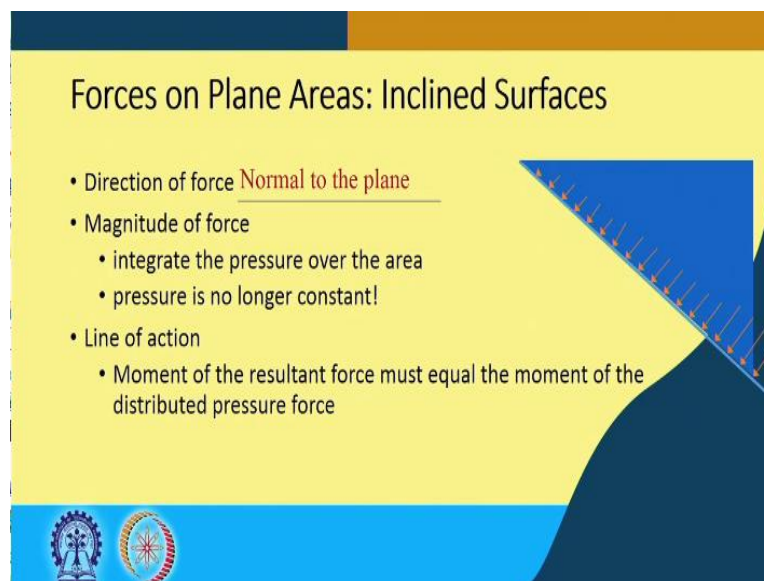 Forces on Plane Areas: Inclined Surfaces
• Direction of force Normal to the plane
• Magnitude of force
• integrate the pressure over the area
• pressure is no longer constant!
• Line of action
• Moment of the resultant force must equal the moment of the
distributed pressure force